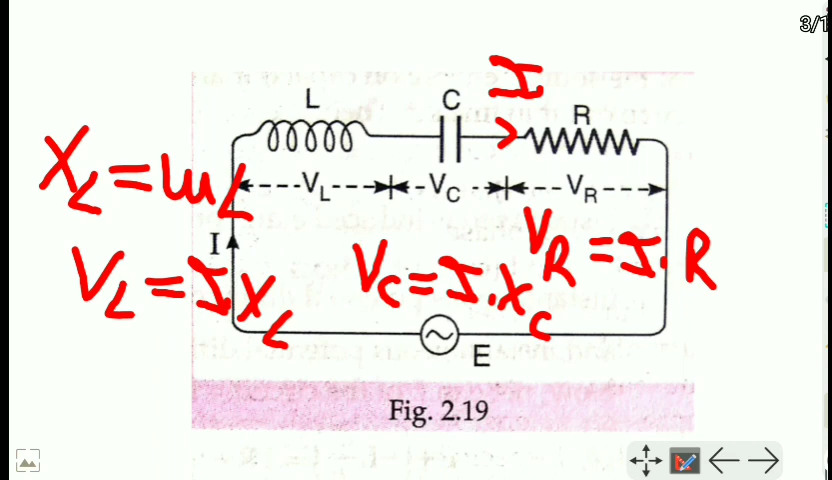 3/1
I
L
C
R
X_L = ωL
V_L
V_C
V_R
I
V_R = I·R
V_L = I X_L
V_C = I·X_C
E
Fig. 2.19